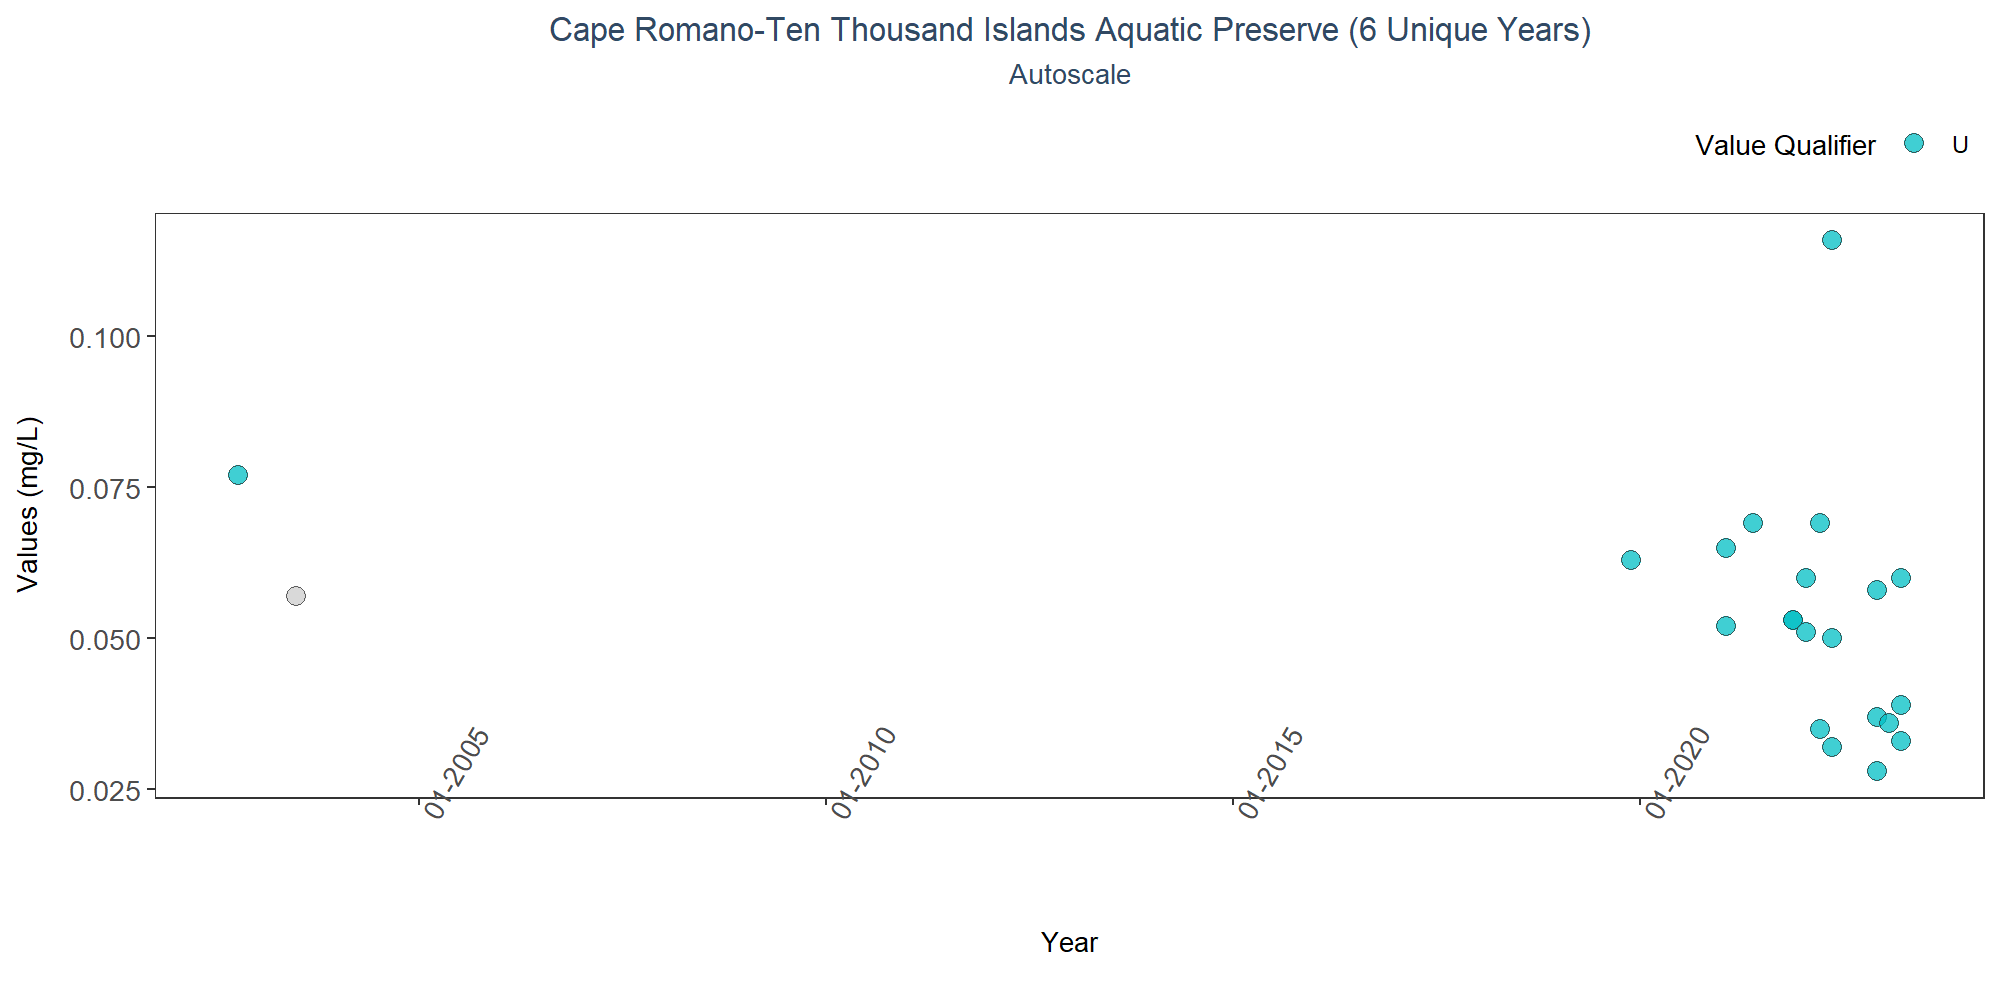 Cape Romano-Ten Thousand Islands Aquatic Preserve (6 Unique Years)
Autoscale
Value Qualifier U
Values (mg/L)
0.100
0.075
0.050
0.025
01-2005
01-2010
01-2015
01-2020
Year